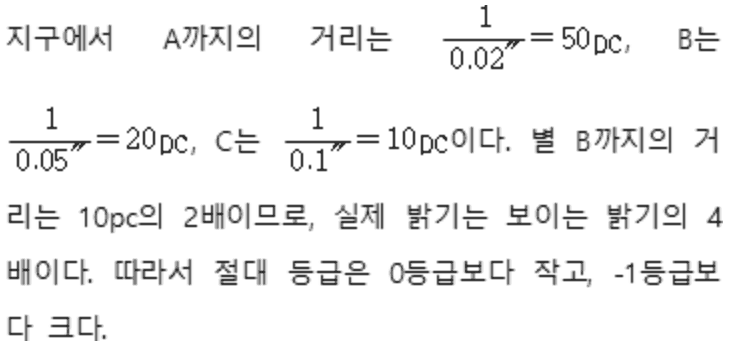 지구에서 A까지의 거리는 1/0.02″=50pc, B는
1/0.05″=20pc, C는 1/0.1″=10pc이다. 별 B까지의 거
리는 10pc의 2배이므로, 실제 밝기는 보이는 밝기의 4
배이다. 따라서 절대 등급은 0등급보다 작고, -1등급보
다 크다.